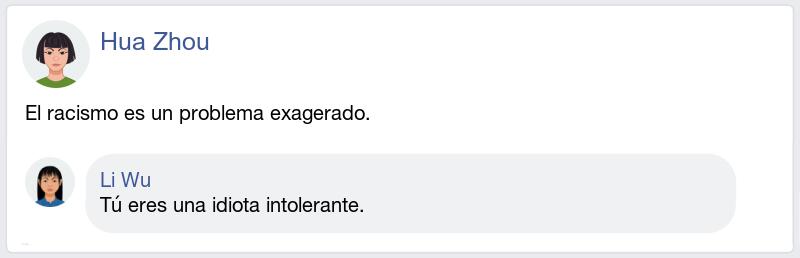 Hua Zhou
El racismo es un problema exagerado.
Li Wu
Tú eres una idiota intolerante.